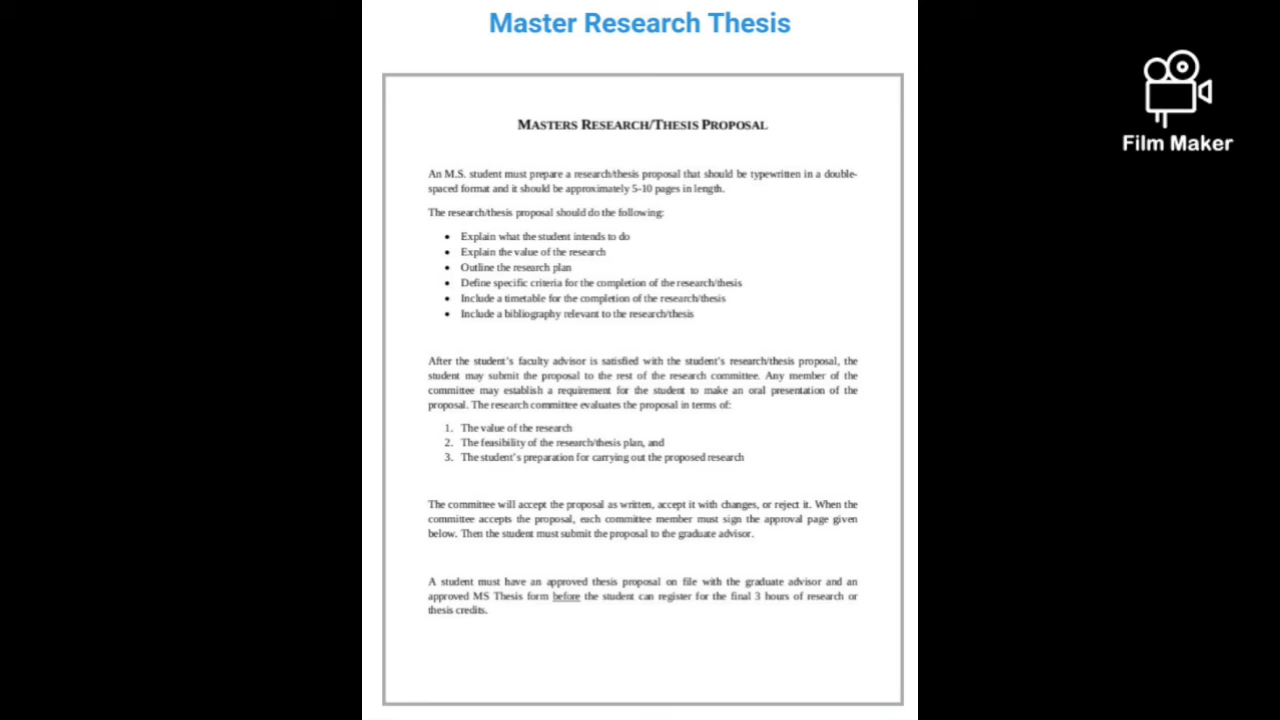 Master Research Thesis
Film Maker
MASTERS RESEARCH/THESIS PROPOSAL
An M.S. student must prepare a research/thesis proposal that should be typewritten in a double-
spaced format and it should be approximately 5-10 pages in length.
The research/thesis proposal should do the following:
• Explain what the student intends to do
• Explain the value of the research
• Outline the research plan
• Define specific criteria for the completion of the research/thesis
• Include a timetable for the completion of the research/thesis
• Include a bibliography relevant to the research/thesis
After the student's faculty advisor is satisfied with the student's research/thesis proposal, the
student may submit the proposal to the rest of the research committee. Any member of the
committee may establish a requirement for the student to make an oral presentation of the
proposal. The research committee evaluates the proposal in terms of:
1. The value of the research
2. The feasibility of the research/thesis plan, and
3. The student's preparation for carrying out the proposed research
The committee will accept the proposal as written, accept it with changes, or reject it. When the
committee accepts the proposal, each committee member must sign the approval page given
below. Then the student must submit the proposal to the graduate advisor.
A student must have an approved thesis proposal on file with the graduate advisor and an
approved MS Thesis form before the student can register for the final 3 hours of research or
thesis credits.